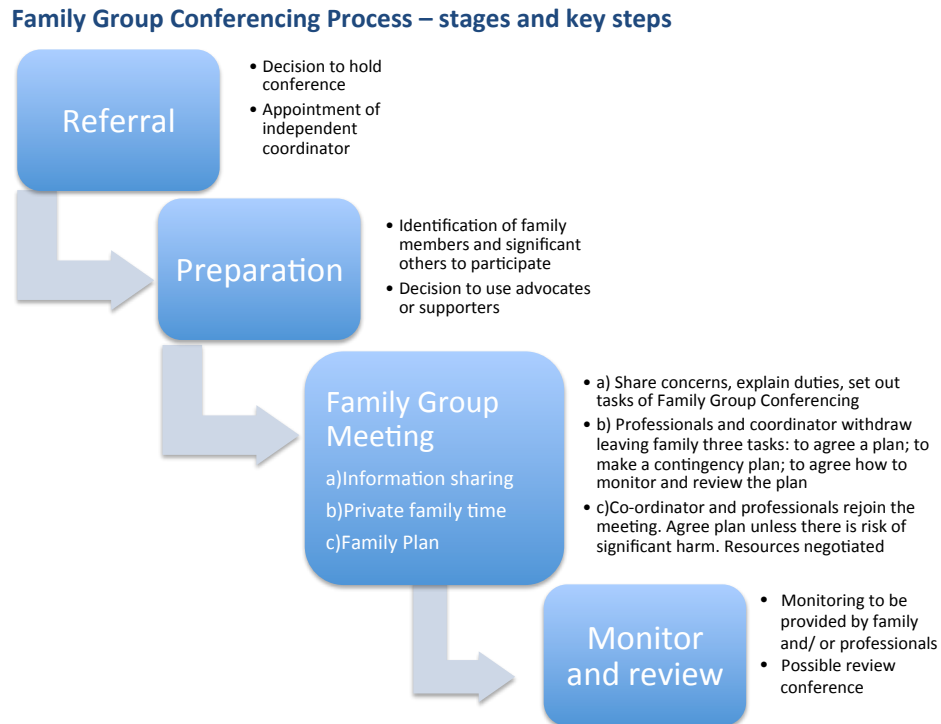 Family Group Conferencing Process – stages and key steps
Referral
• Decision to hold
conference
• Appointment of
independent
coordinator
Preparation
• Identification of family
members and significant
others to participate
• Decision to use advocates
or supporters
Family Group
Meeting
a)Information sharing
b)Private family time
c)Family Plan
• a) Share concerns, explain duties, set out
tasks of Family Group Conferencing
• b) Professionals and coordinator withdraw
leaving family three tasks: to agree a plan; to
make a contingency plan; to agree how to
monitor and review the plan
• c)Co-ordinator and professionals rejoin the
meeting. Agree plan unless there is risk of
significant harm. Resources negotiated
Monitor
and review
• Monitoring to be
provided by family
and/ or professionals
• Possible review
conference